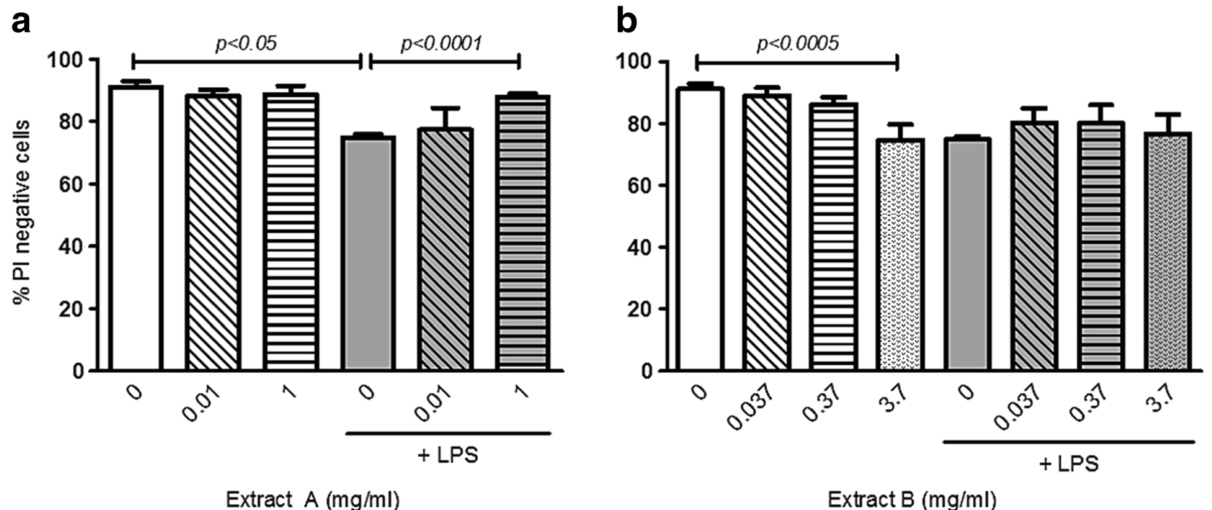 a
p<0.05
p<0.0001
% PI negative cells
100
80
60
40
20
0
0
0.01
1
0
0.01
1
+ LPS
Extract A (mg/ml)
b
p<0.0005
100
80
60
40
20
0
0
0.037
0.37
3.7
0
0.037
0.37
3.7
+ LPS
Extract B (mg/ml)